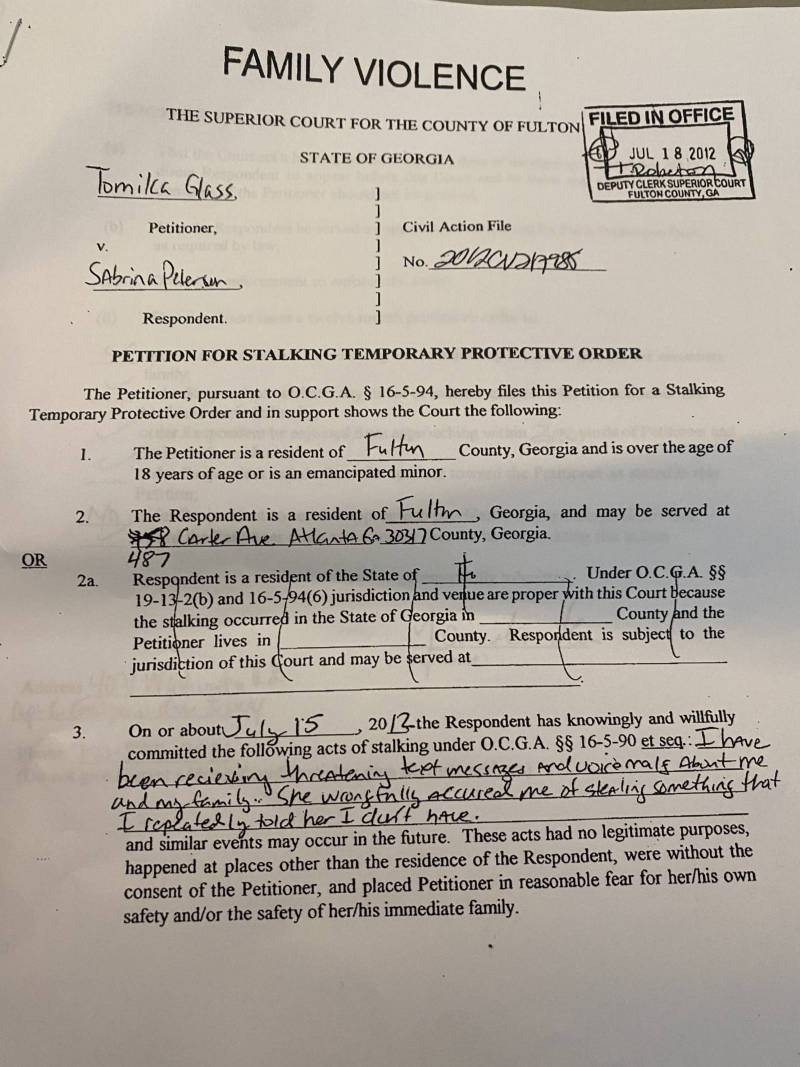 FAMILY VIOLENCE
THE SUPERIOR COURT FOR THE COUNTY OF FULTON
STATE OF GEORGIA
FILED IN OFFICE
JUL 18 2012
DEPUTY CLERK SUPERIOR COURT
FULTON COUNTY, GA
Tomika Glass,
Petitioner,
v.
Sabrina Peterson,
Respondent.
]
]
]
]
]
]
]
]
Civil Action File
No. 2012CV217985
PETITION FOR STALKING TEMPORARY PROTECTIVE ORDER
The Petitioner, pursuant to O.C.G.A. § 16-5-94, hereby files this Petition for a Stalking
Temporary Protective Order and in support shows the Court the following:
1. The Petitioner is a resident of Fulton County, Georgia and is over the age of
18 years of age or is an emancipated minor.
2. The Respondent is a resident of Fulton, Georgia, and may be served at
Carter Ave. Atlanta Ga 30317 County, Georgia.
487
OR
2a. Respondent is a resident of the State of . Under O.C.G.A. §§
19-13-2(b) and 16-5-94(6) jurisdiction and venue are proper with this Court because
the stalking occurred in the State of Georgia in County and the
Petitioner lives in County. Respondent is subject to the
jurisdiction of this Court and may be served at
.
3. On or about July 15, 2012 the Respondent has knowingly and willfully
committed the following acts of stalking under O.C.G.A. §§ 16-5-90 et seq.: I have
been recieving threatening text messages and voicemails About me
and my family.. She wrongfully accused me of stealing something that
I repeatedly told her I don't have.
and similar events may occur in the future. These acts had no legitimate purposes,
happened at places other than the residence of the Respondent, were without the
consent of the Petitioner, and placed Petitioner in reasonable fear for her/his own
safety and/or the safety of her/his immediate family.